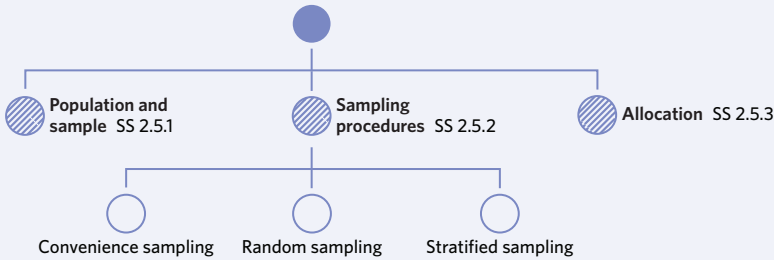 Population and
sample SS 2.5.1
Sampling
procedures SS 2.5.2
Allocation SS 2.5.3
Convenience sampling
Random sampling
Stratified sampling